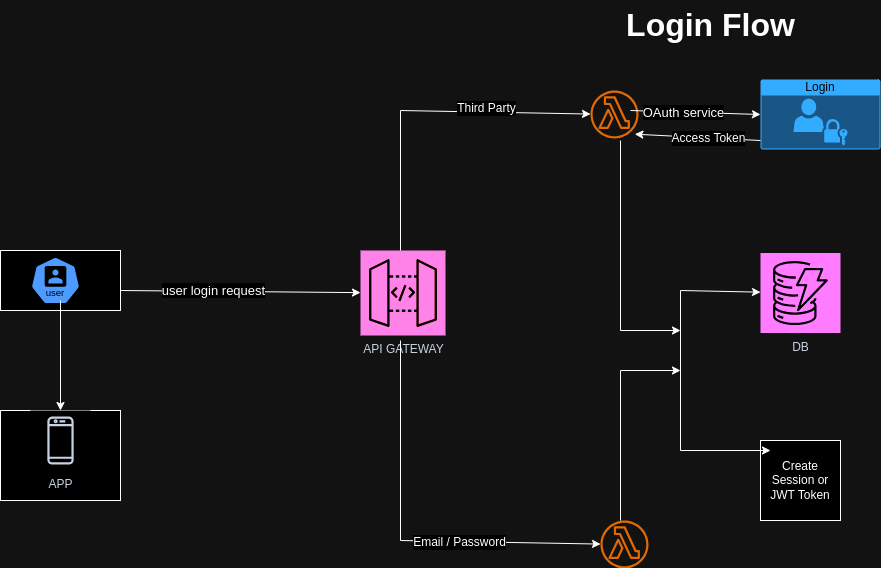 Login Flow
Login
Third Party
OAuth service
Access Token
user
user login request
API GATEWAY
DB
APP
Create
Session or
JWT Token
Email / Password